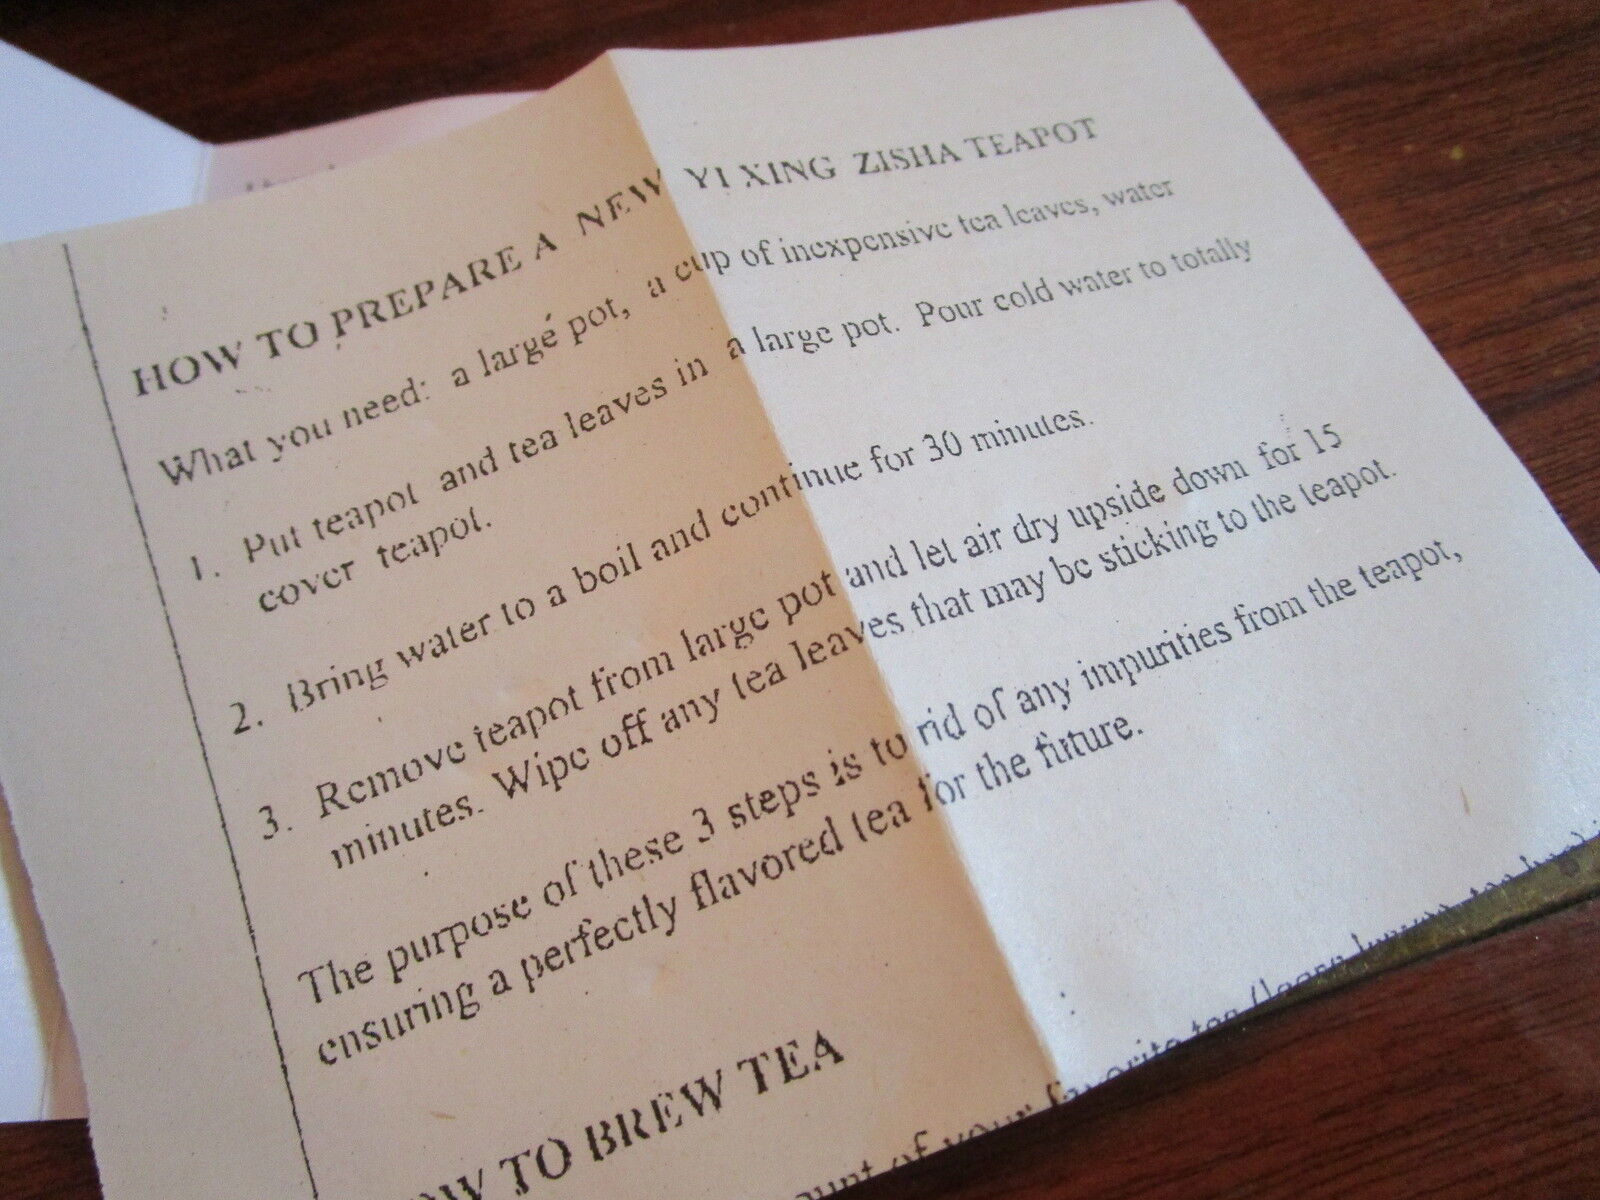 HOW TO PREPARE A NEW YI XING ZISHA TEAPOT
What you need: a large pot, a cup of inexpensive tea leaves, water
1. Put teapot and tea leaves in a large pot. Pour cold water to totally
cover teapot.
2. Bring water to a boil and continue for 30 minutes.
3. Remove teapot from large pot and let air dry upside down for 15
minutes. Wipe off any tea leaves that may be sticking to the teapot.
The purpose of these 3 steps is to rid of any impurities from the teapot,
ensuring a perfectly flavored tea for the future.
TO BREW TEA
of your favorite tea